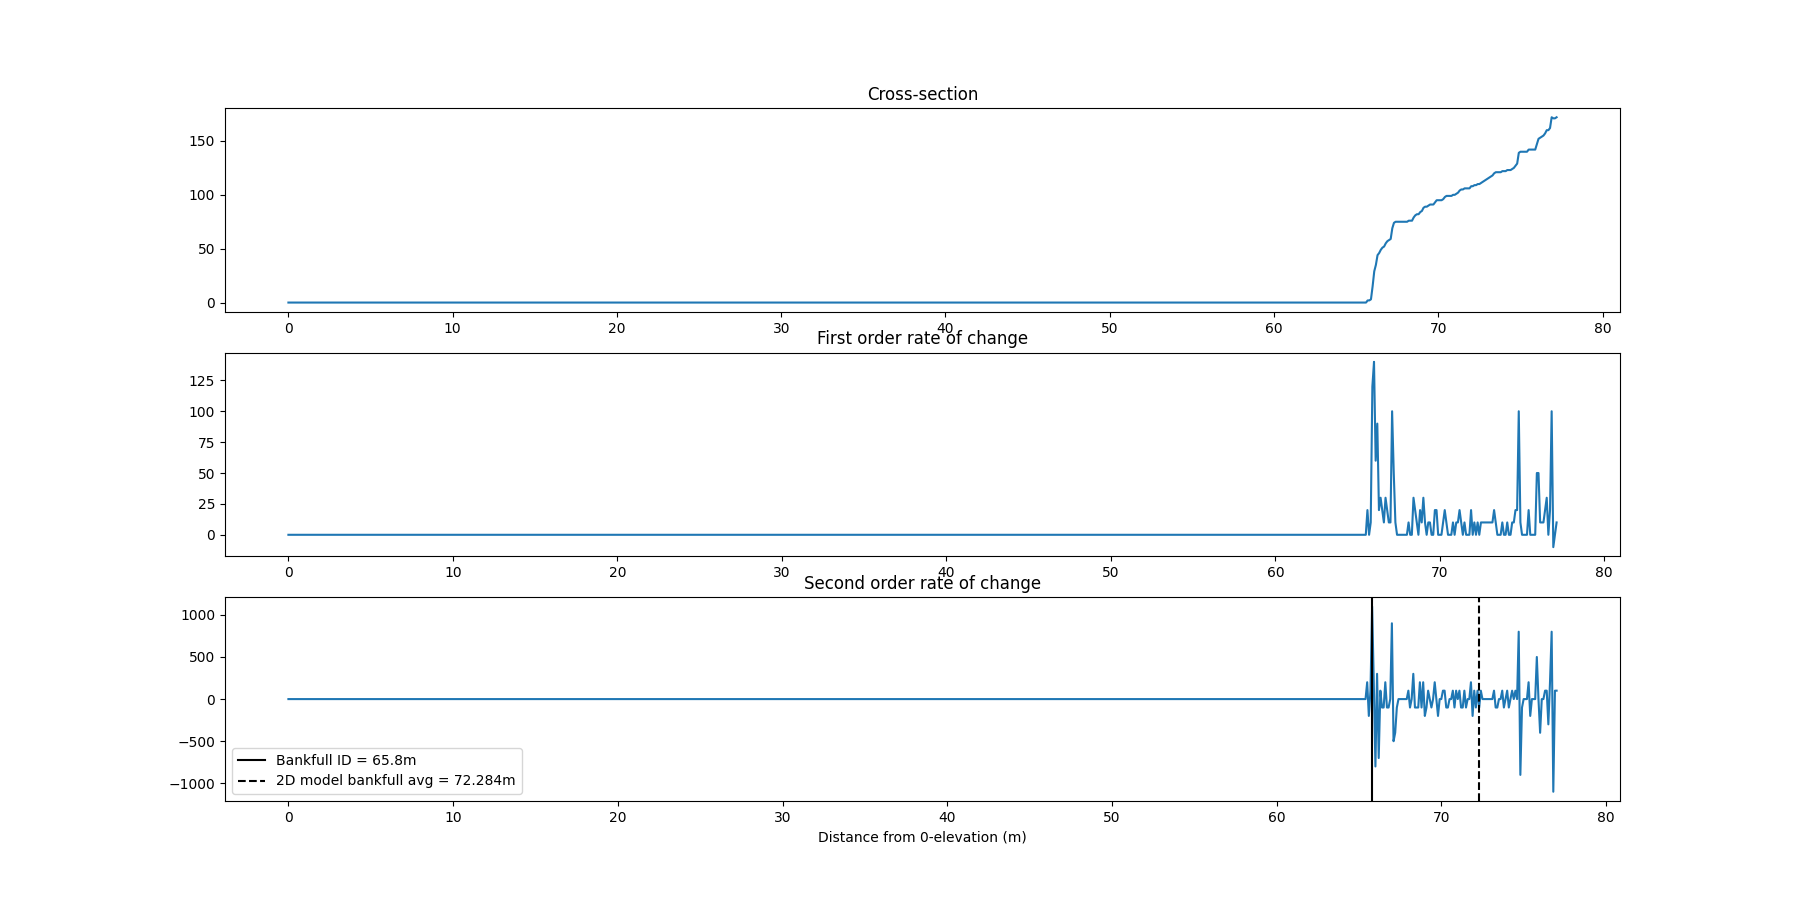 Cross-section
150
100
50
0
0 10 20 30 40 50 60 70 80
First order rate of change
125
100
75
50
25
0
0 10 20 30 40 50 60 70 80
Second order rate of change
1000
500
0
−500
−1000
Bankfull ID = 65.8m
2D model bankfull avg = 72.284m
0 10 20 30 40 50 60 70 80
Distance from 0-elevation (m)